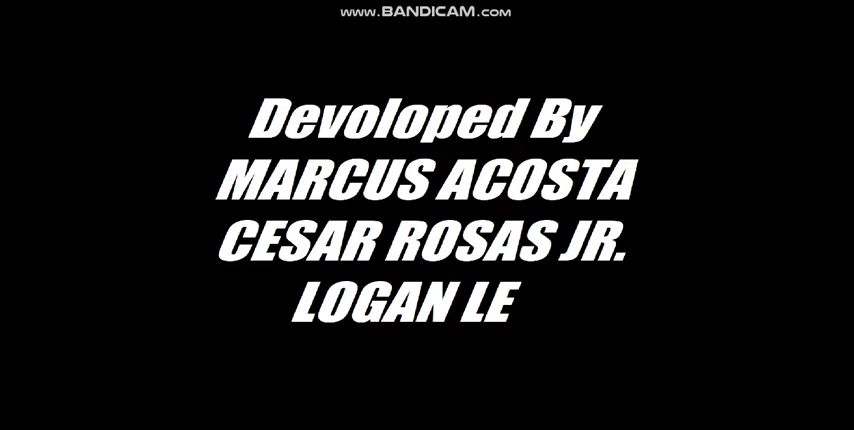 www.BANDICAM.com
Devoloped By
MARCUS ACOSTA
CESAR ROSAS JR.
LOGAN LE